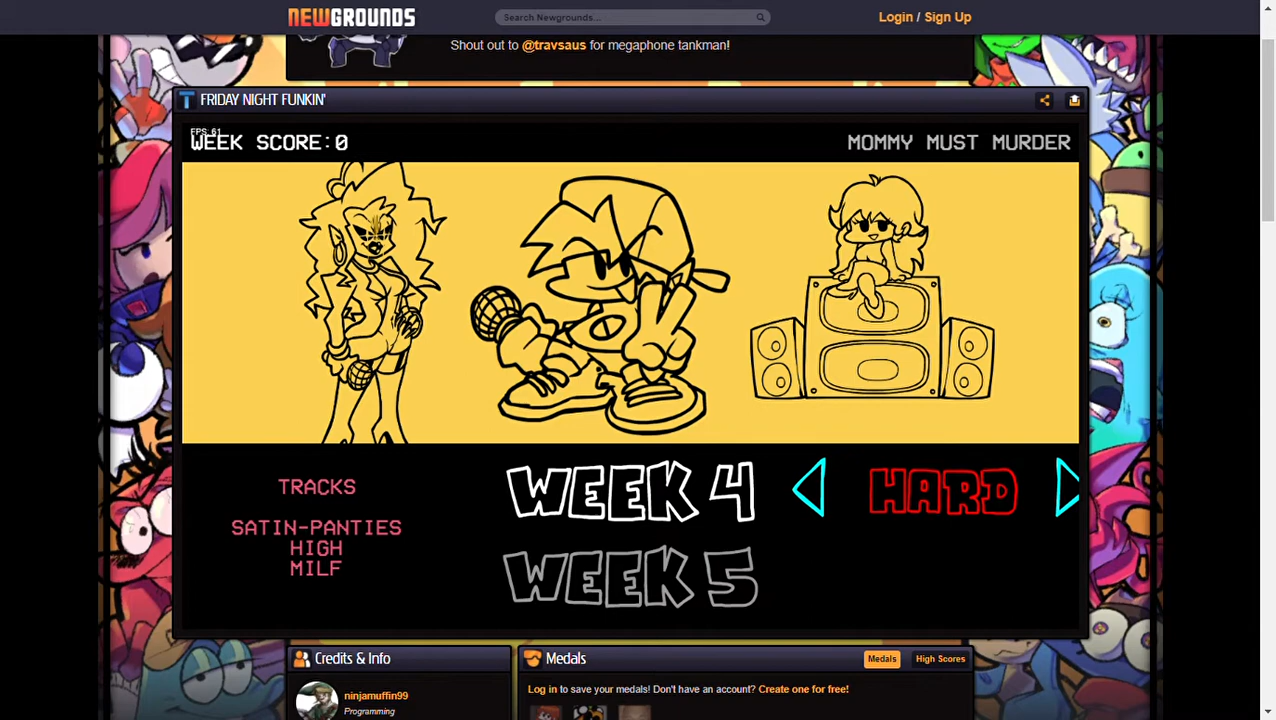 NEWGROUNDS
Search Newgrounds...
Login / Sign Up
Shout out to @travsaus for megaphone tankman!
FRIDAY NIGHT FUNKIN'
FPS: 61
WEEK SCORE:0
MOMMY MUST MURDER
TRACKS
SATIN-PANTIES
HIGH
MILF
WEEK 4
HARD
WEEK 5
Credits & Info
ninjamuffin99
Programming
Medals
Medals
High Scores
Log in to save your medals! Don't have an account? Create one for free!